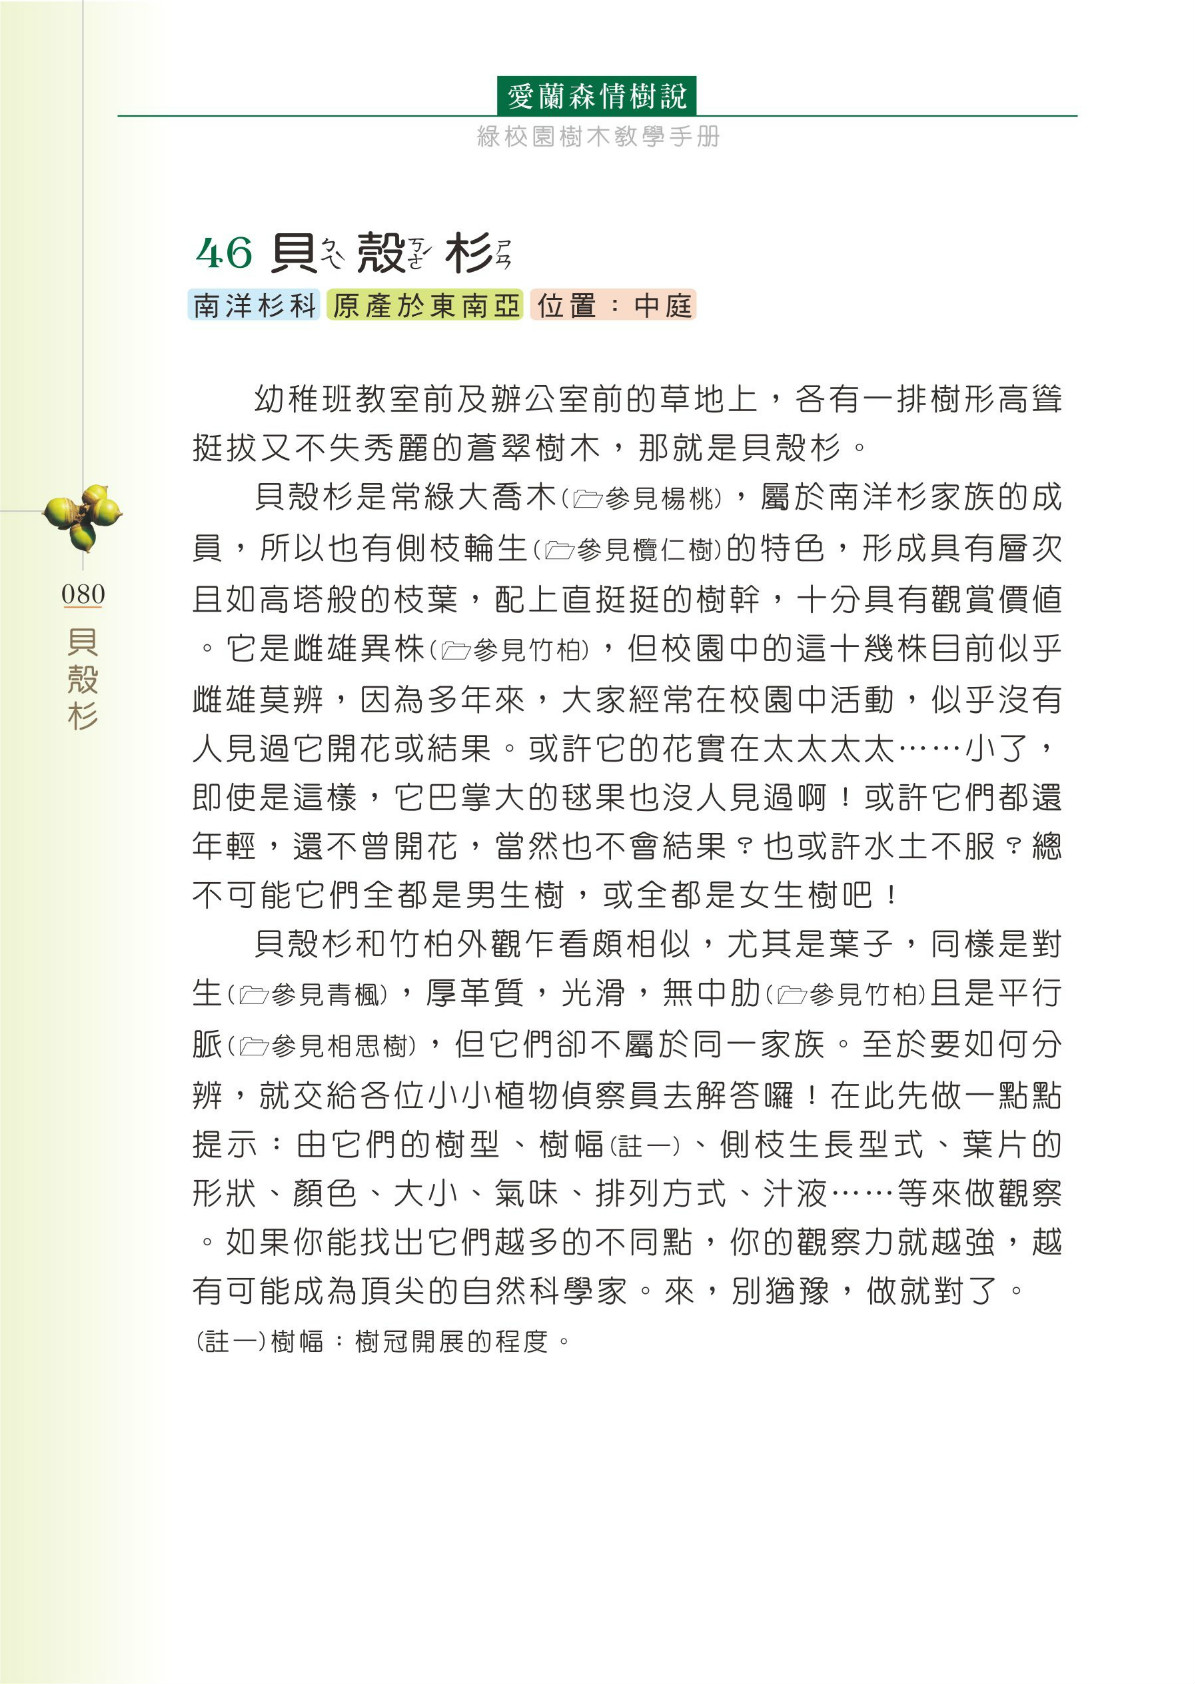 愛蘭森情樹說
綠校園樹木教學手册
46 貝ㄅㄟˋ 殼ㄎㄜˊ 杉ㄕㄢ
南洋杉科 原產於東南亞 位置：中庭
幼稚班教室前及辦公室前的草地上，各有一排樹形高聳
挺拔又不失秀麗的蒼翠樹木，那就是貝殼杉。
貝殼杉是常綠大喬木(參見楊桃)，屬於南洋杉家族的成
員，所以也有側枝輪生(參見欖仁樹)的特色，形成具有層次
且如高塔般的枝葉，配上直挺挺的樹幹，十分具有觀賞價值
。它是雌雄異株(參見竹柏)，但校園中的這十幾株目前似乎
雌雄莫辨，因為多年來，大家經常在校園中活動，似乎沒有
人見過它開花或結果。或許它的花實在太太太太……小了，
即使是這樣，它巴掌大的毬果也沒人見過啊！或許它們都還
年輕，還不曾開花，當然也不會結果？也或許水土不服？總
不可能它們全都是男生樹，或全都是女生樹吧！
貝殼杉和竹柏外觀乍看頗相似，尤其是葉子，同樣是對
生(參見青楓)，厚革質，光滑，無中肋(參見竹柏)且是平行
脈(參見相思樹)，但它們卻不屬於同一家族。至於要如何分
辨，就交給各位小小植物偵察員去解答囉！在此先做一點點
提示：由它們的樹型、樹幅(註一)、側枝生長型式、葉片的
形狀、顏色、大小、氣味、排列方式、汁液……等來做觀察
。如果你能找出它們越多的不同點，你的觀察力就越強，越
有可能成為頂尖的自然科學家。來，別猶豫，做就對了。
(註一)樹幅：樹冠開展的程度。
080
貝殼杉